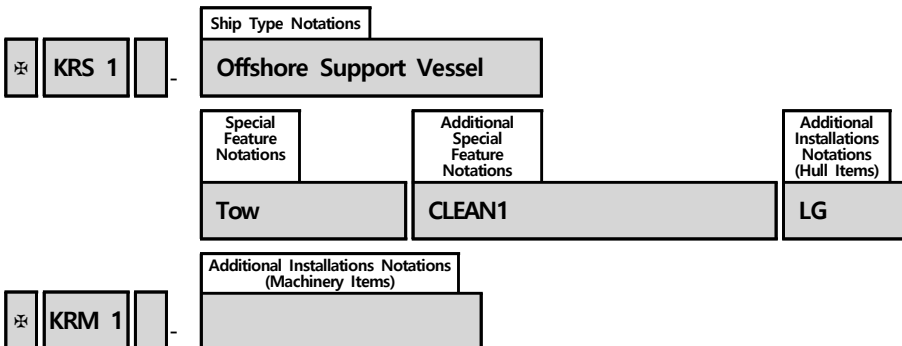 Ship Type Notations
✠ KRS 1 - Offshore Support Vessel
Special
Feature
Notations
Additional
Special
Feature
Notations
Additional
Installations
Notations
(Hull Items)
Tow
CLEAN1
LG
Additional Installations Notations
(Machinery Items)
✠ KRM 1 -